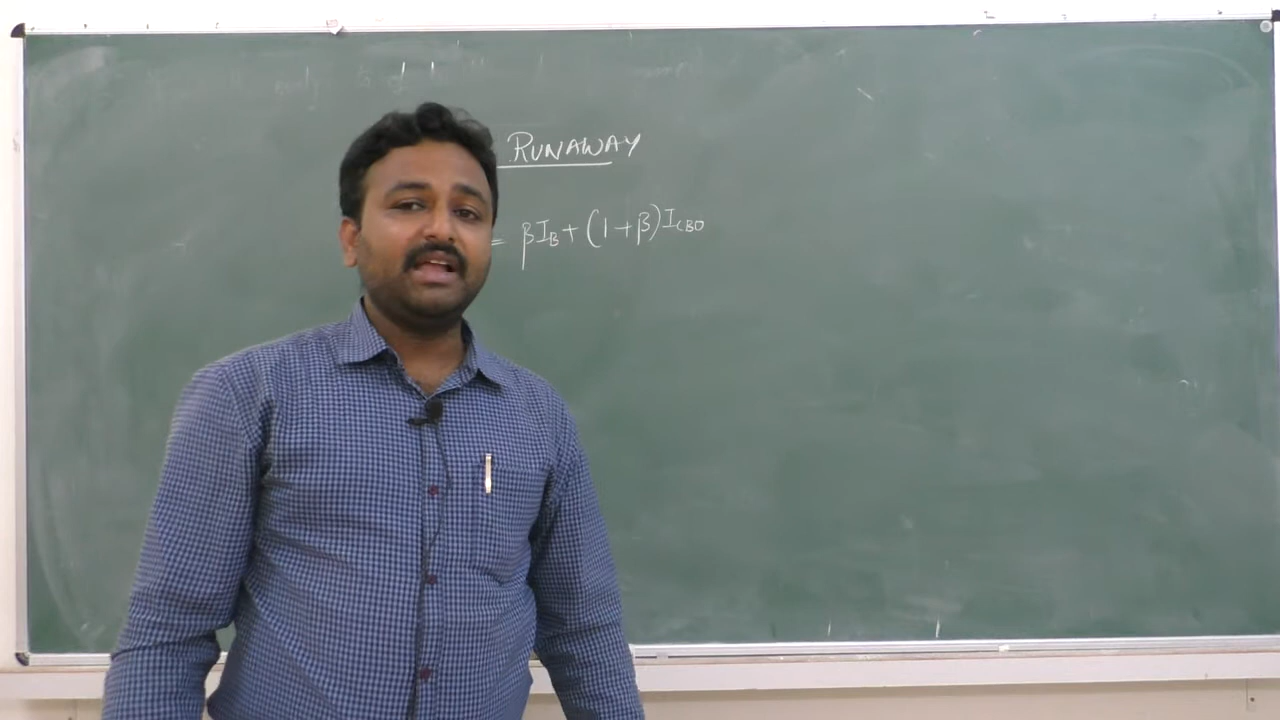 RUNAWAY
= βI_B + (1+β)I_CBO